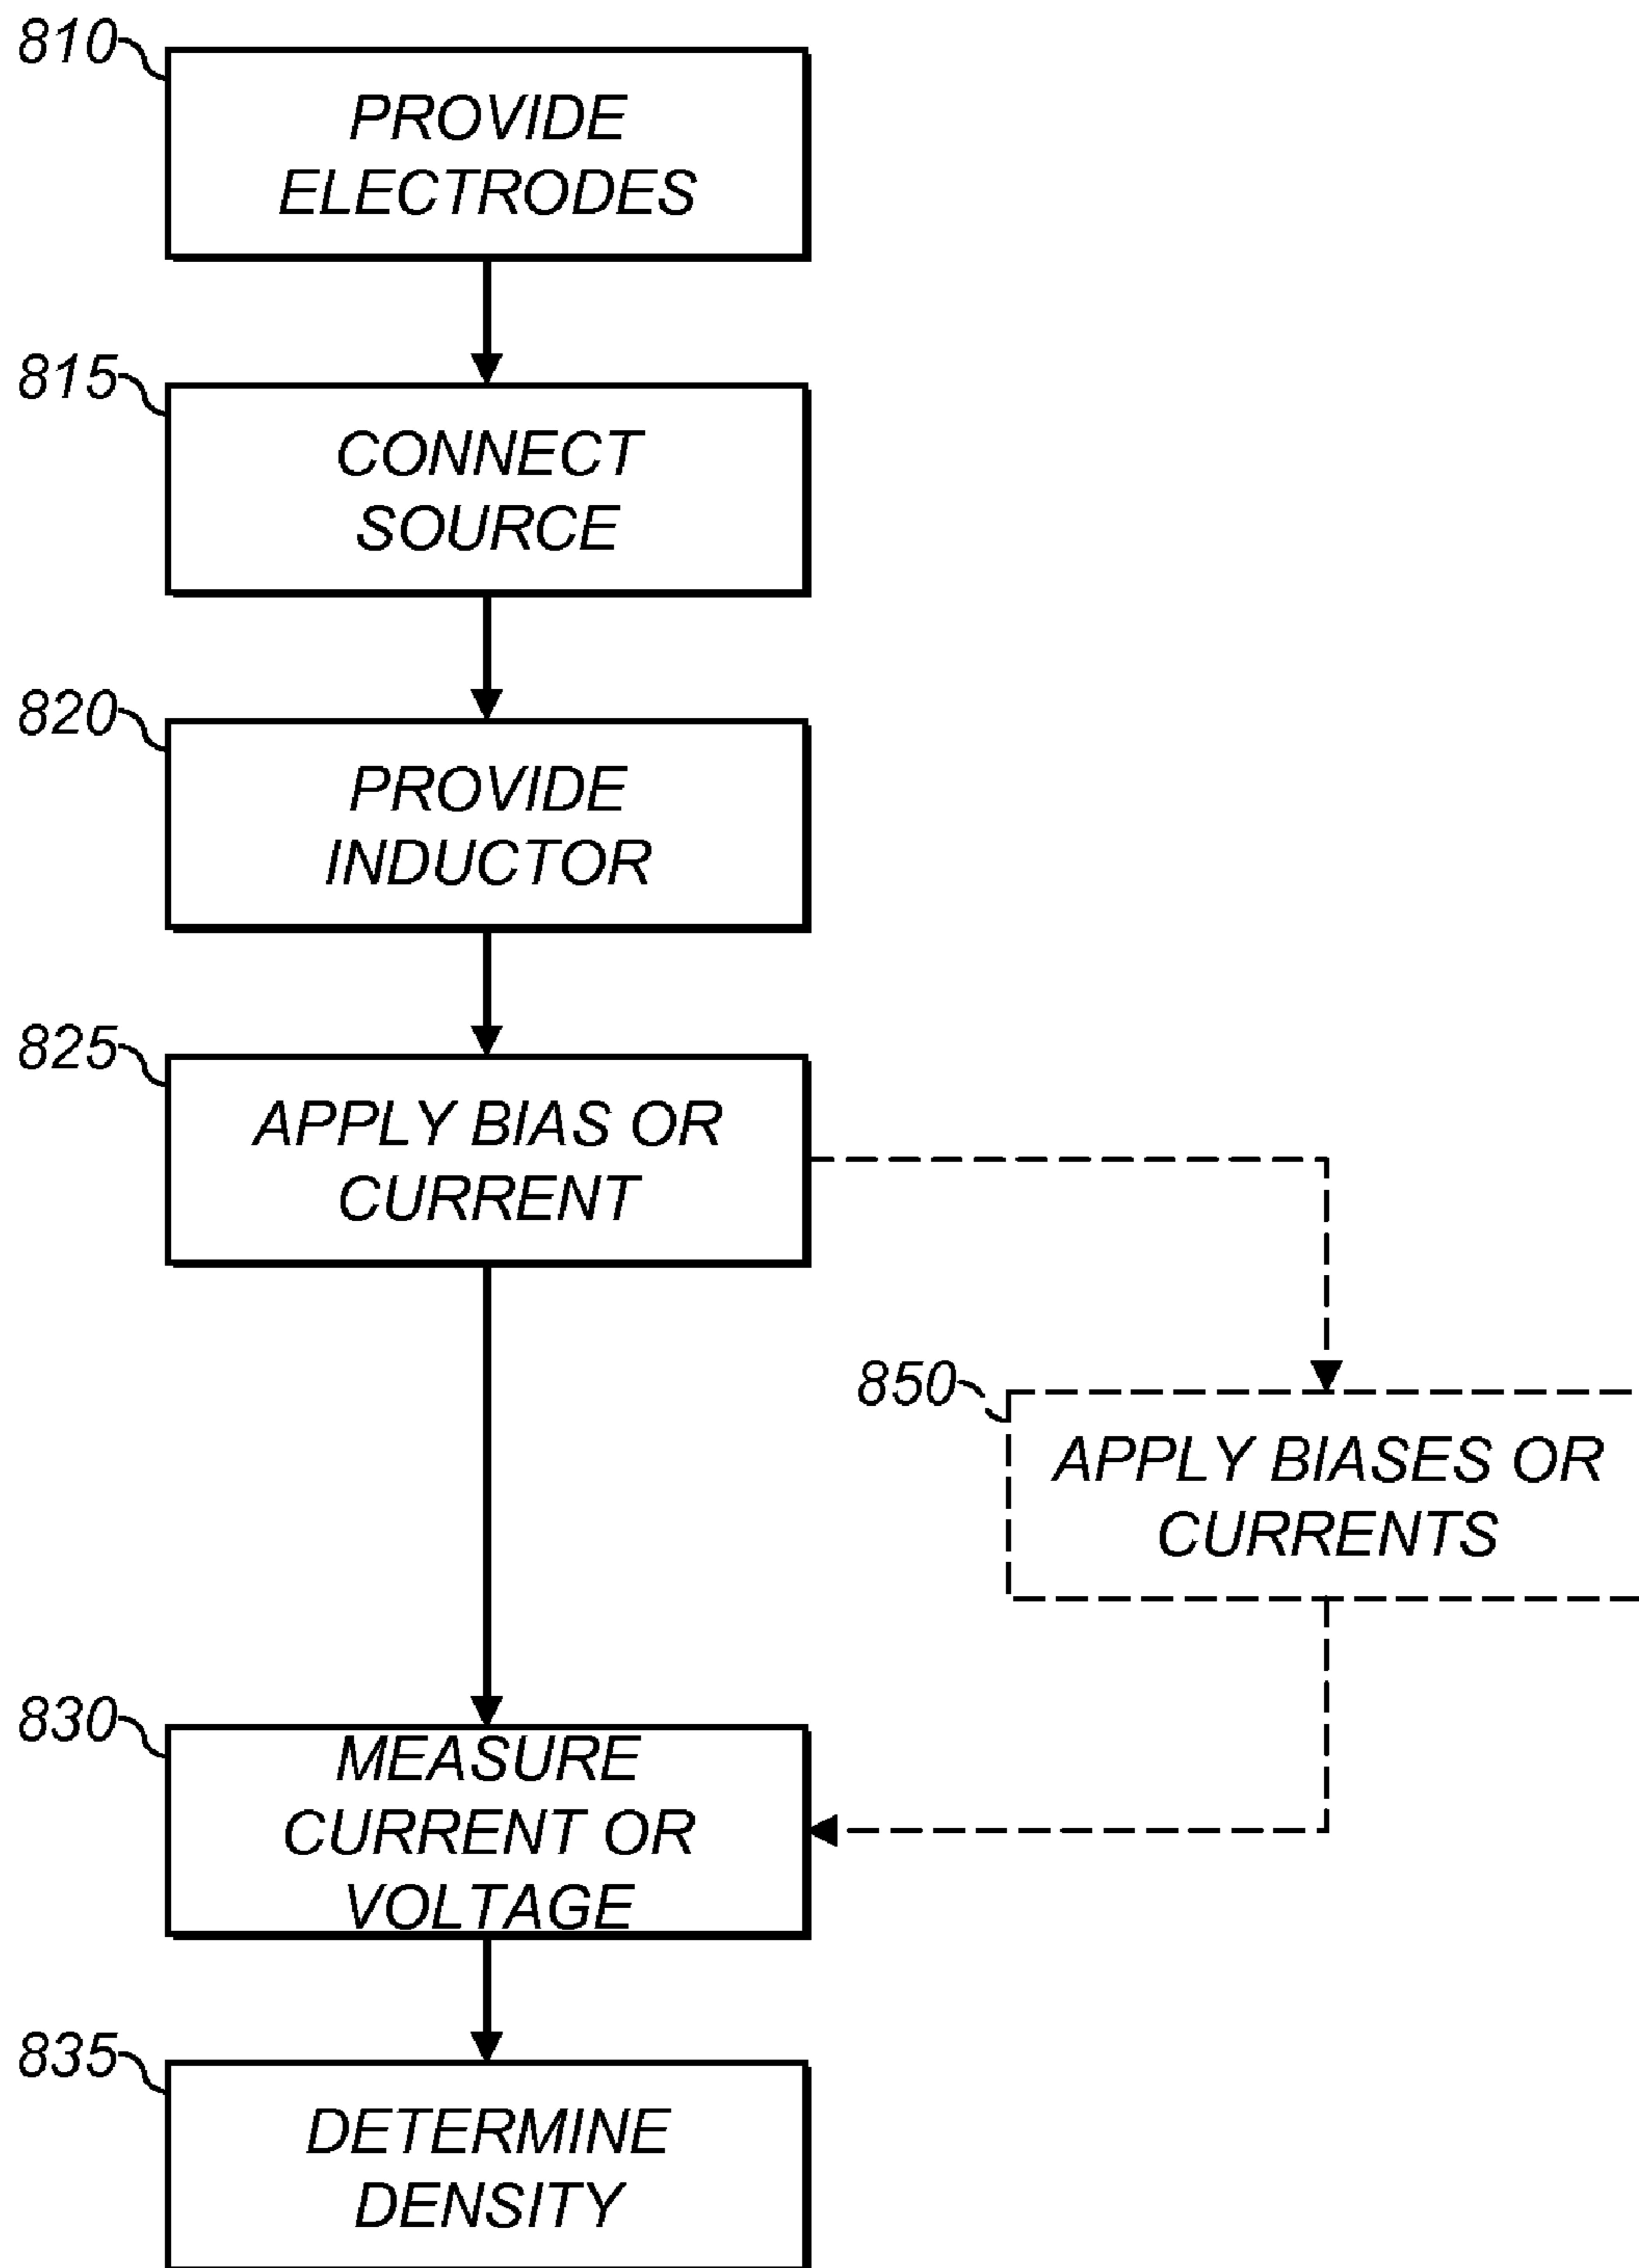 810
PROVIDE
ELECTRODES
815
CONNECT
SOURCE
820
PROVIDE
INDUCTOR
825
APPLY BIAS OR
CURRENT
850
APPLY BIASES OR
CURRENTS
830
MEASURE
CURRENT OR
VOLTAGE
835
DETERMINE
DENSITY